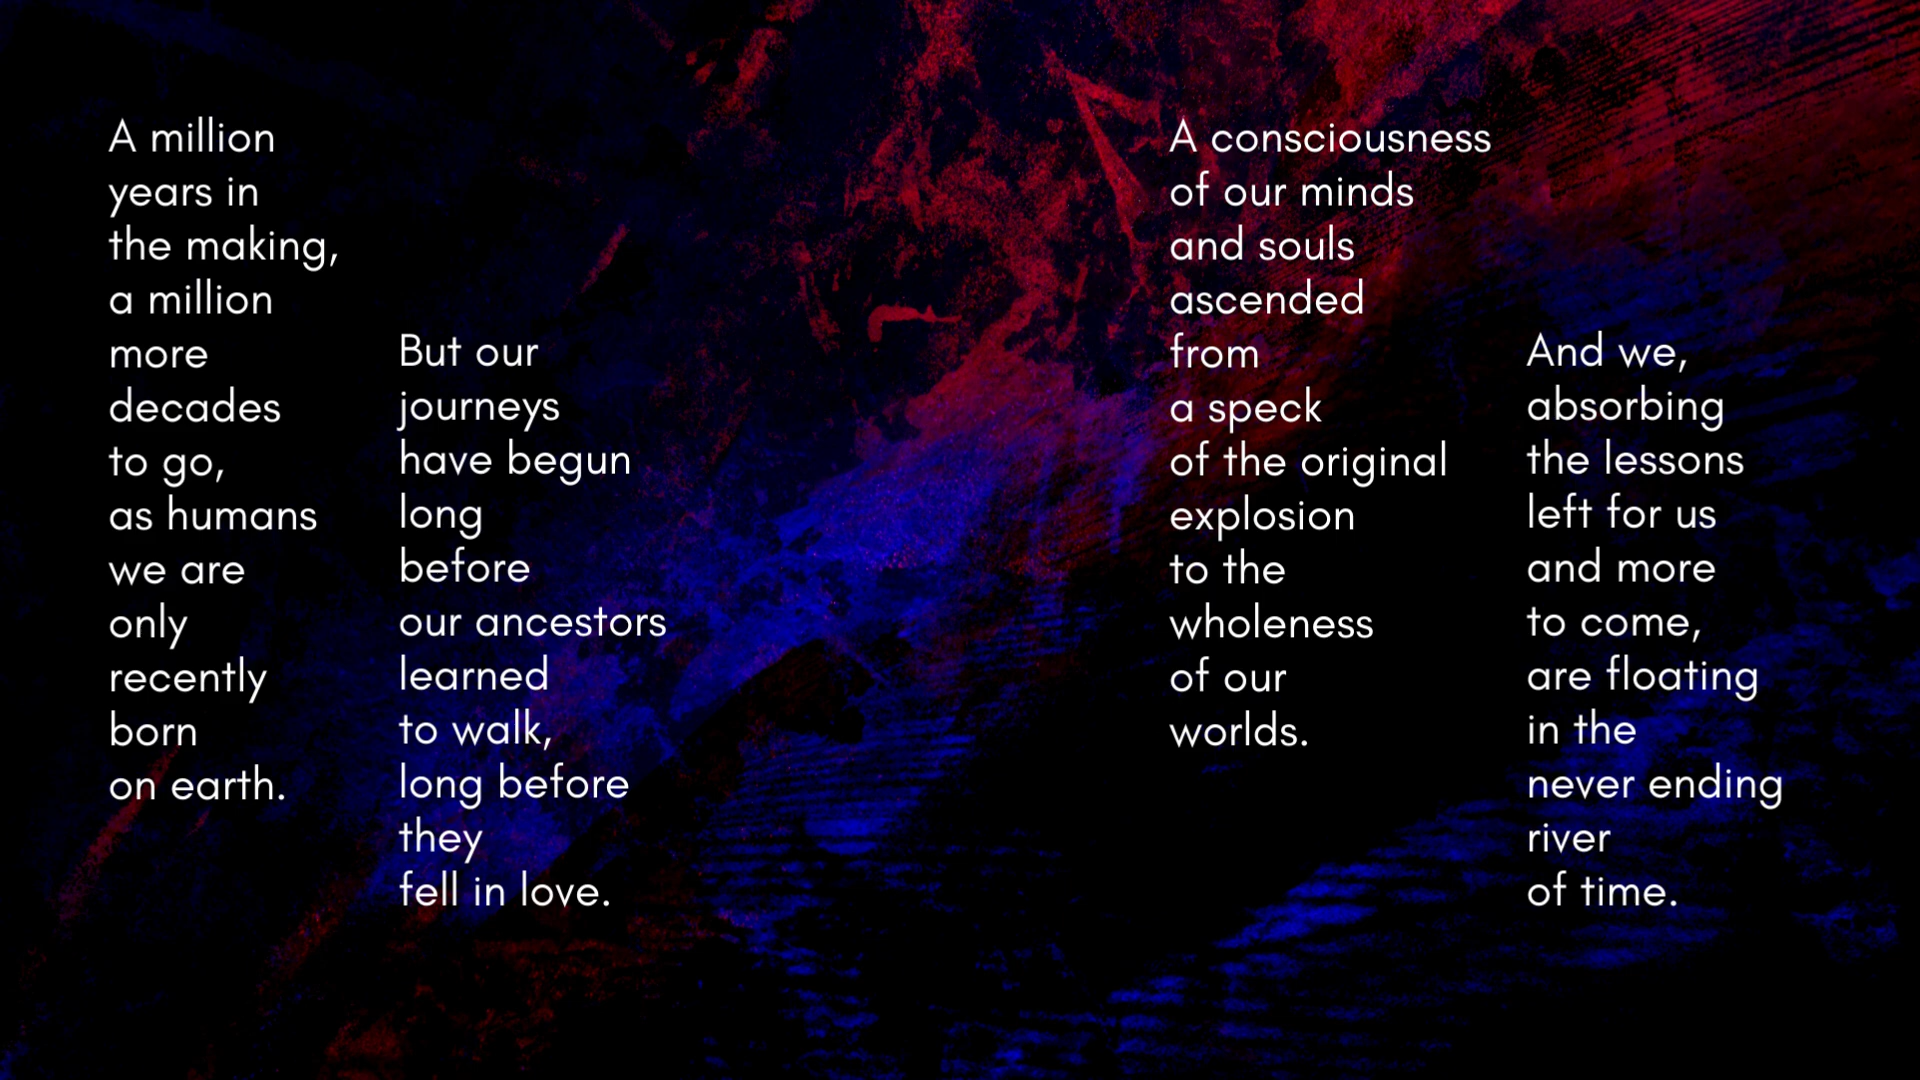 A million
years in
the making,
a million
more
decades
to go,
as humans
we are
only
recently
born
on earth.
But our
journeys
have begun
long
before
our ancestors
learned
to walk,
long before
they
fell in love.
A consciousness
of our minds
and souls
ascended
from
a speck
of the original
explosion
to the
wholeness
of our
worlds.
And we,
absorbing
the lessons
left for us
and more
to come,
are floating
in the
never ending
river
of time.